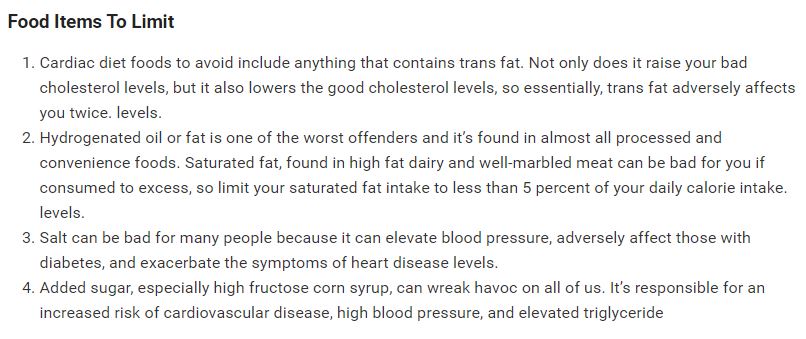 Food Items To Limit
1. Cardiac diet foods to avoid include anything that contains trans fat. Not only does it raise your bad
cholesterol levels, but it also lowers the good cholesterol levels, so essentially, trans fat adversely affects
you twice. levels.
2. Hydrogenated oil or fat is one of the worst offenders and it’s found in almost all processed and
convenience foods. Saturated fat, found in high fat dairy and well-marbled meat can be bad for you if
consumed to excess, so limit your saturated fat intake to less than 5 percent of your daily calorie intake.
levels.
3. Salt can be bad for many people because it can elevate blood pressure, adversely affect those with
diabetes, and exacerbate the symptoms of heart disease levels.
4. Added sugar, especially high fructose corn syrup, can wreak havoc on all of us. It’s responsible for an
increased risk of cardiovascular disease, high blood pressure, and elevated triglyceride